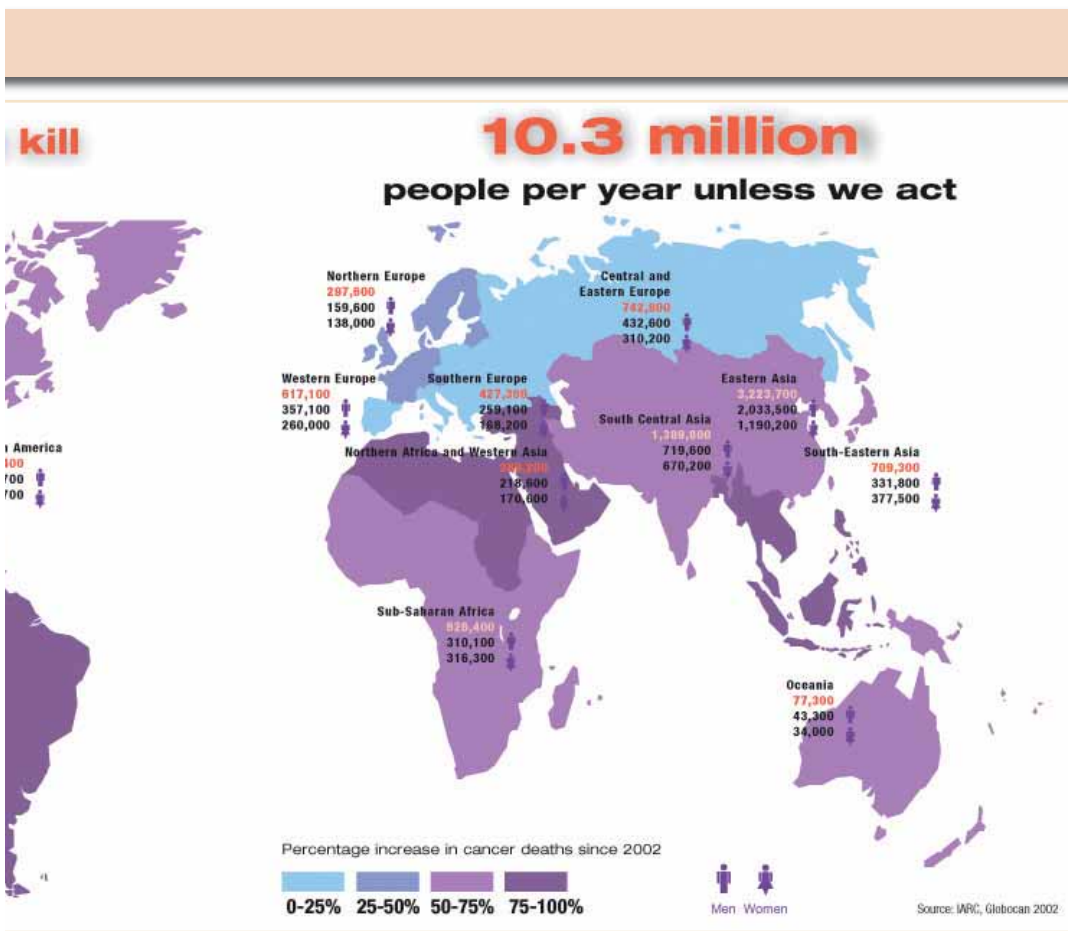 kill
10.3 million
people per year unless we act
Northern Europe
297,600
159,600
138,000
Central and
Eastern Europe
742,800
432,600
310,200
Western Europe
617,100
357,100
260,000
Southern Europe
427,300
259,100
168,200
Eastern Asia
3,223,700
2,033,500
1,190,200
South Central Asia
1,389,800
719,600
670,200
America
700
700
Northern Africa and Western Asia
218,600
170,600
South-Eastern Asia
709,300
331,800
377,500
Sub-Saharan Africa
626,400
310,100
316,300
Oceania
77,300
43,300
34,000
Percentage increase in cancer deaths since 2002
0-25% 25-50% 50-75% 75-100%
Men Women
Source: IARC, Globocan 2002